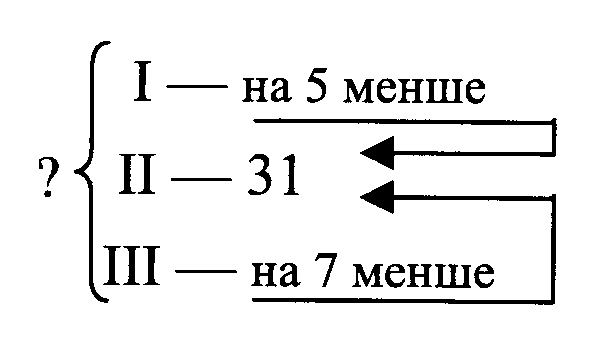 I — на 5 менше
? II — 31
III — на 7 менше